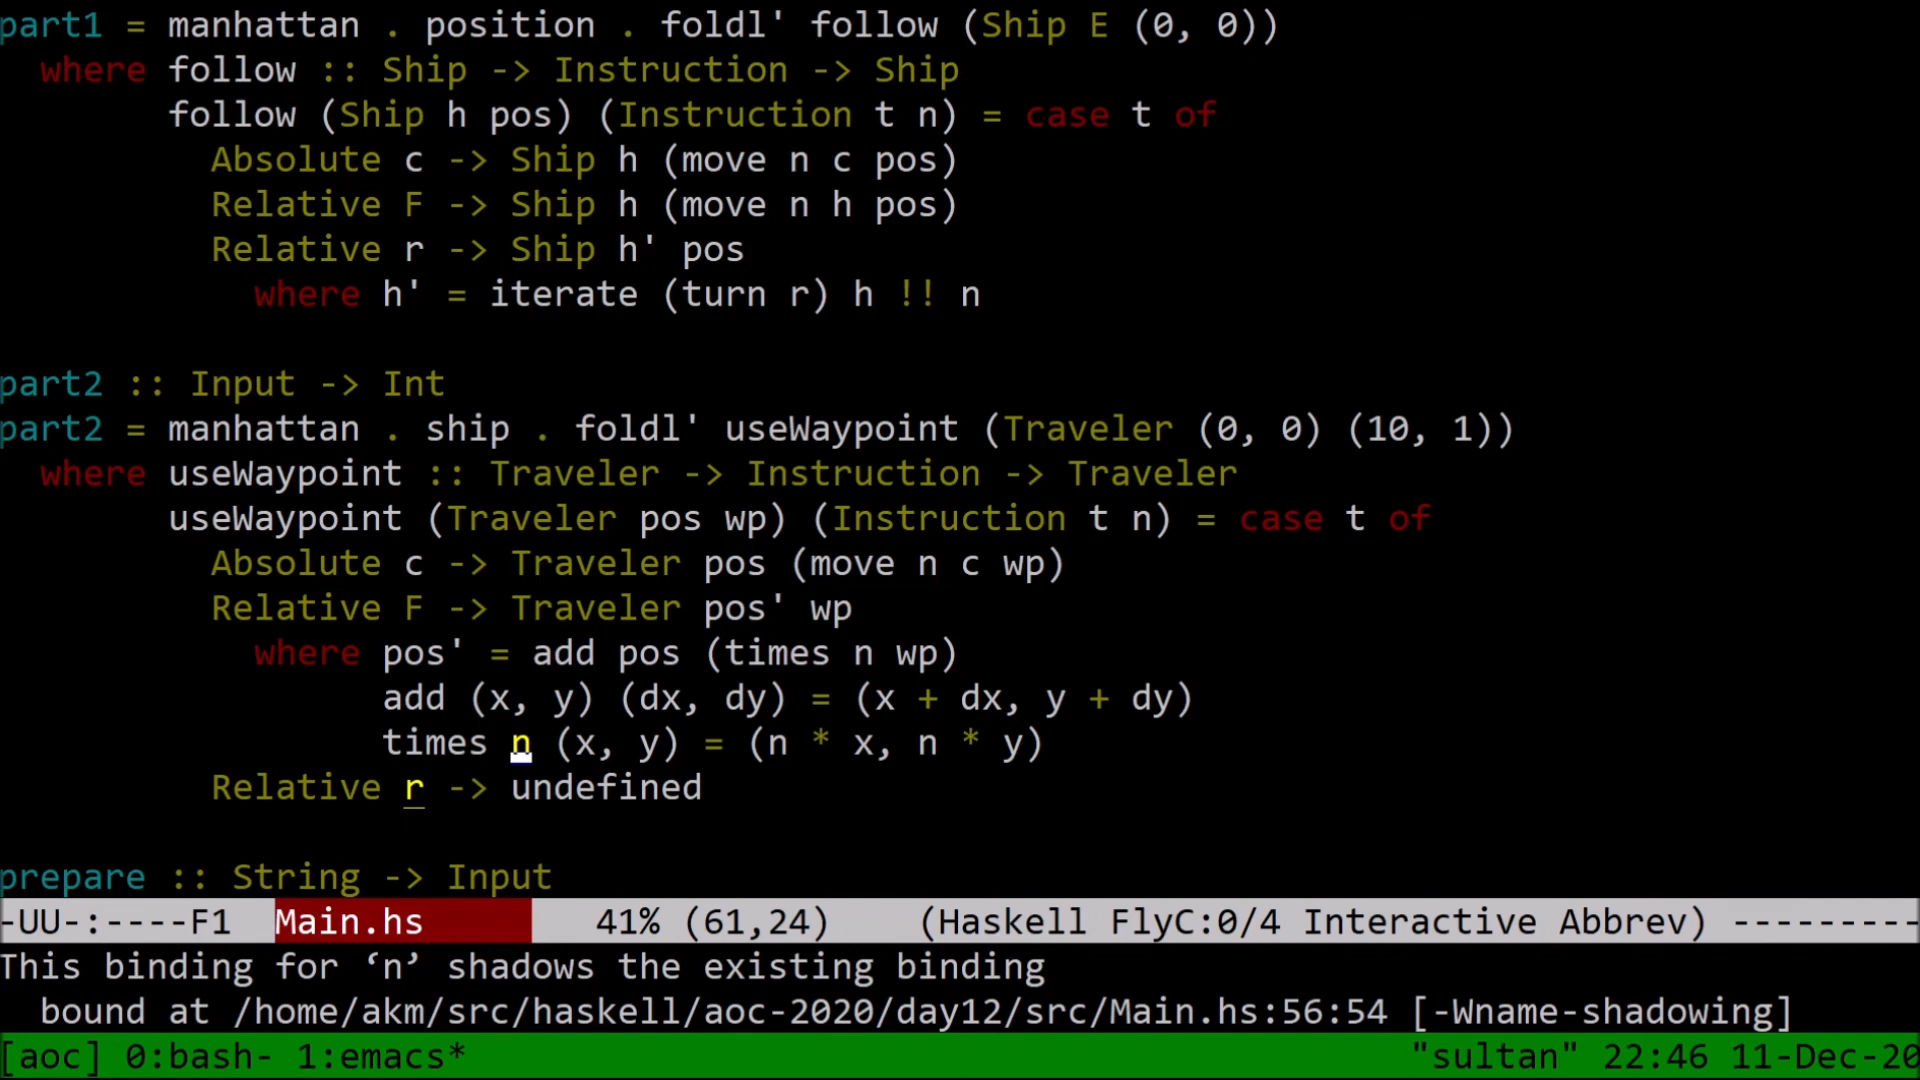 part1 = manhattan . position . foldl' follow (Ship E (0, 0))
  where follow :: Ship -> Instruction -> Ship
        follow (Ship h pos) (Instruction t n) = case t of
          Absolute c -> Ship h (move n c pos)
          Relative F -> Ship h (move n h pos)
          Relative r -> Ship h' pos
            where h' = iterate (turn r) h !! n

part2 :: Input -> Int
part2 = manhattan . ship . foldl' useWaypoint (Traveler (0, 0) (10, 1))
  where useWaypoint :: Traveler -> Instruction -> Traveler
        useWaypoint (Traveler pos wp) (Instruction t n) = case t of
          Absolute c -> Traveler pos (move n c wp)
          Relative F -> Traveler pos' wp
            where pos' = add pos (times n wp)
                  add (x, y) (dx, dy) = (x + dx, y + dy)
                  times n (x, y) = (n * x, n * y)
          Relative r -> undefined

prepare :: String -> Input
-UU-:----F1  Main.hs        41% (61,24)    (Haskell FlyC:0/4 Interactive Abbrev) ---------
This binding for ‘n’ shadows the existing binding
  bound at /home/akm/src/haskell/aoc-2020/day12/src/Main.hs:56:54 [-Wname-shadowing]
[aoc] 0:bash- 1:emacs* "sultan" 22:46 11-Dec-20